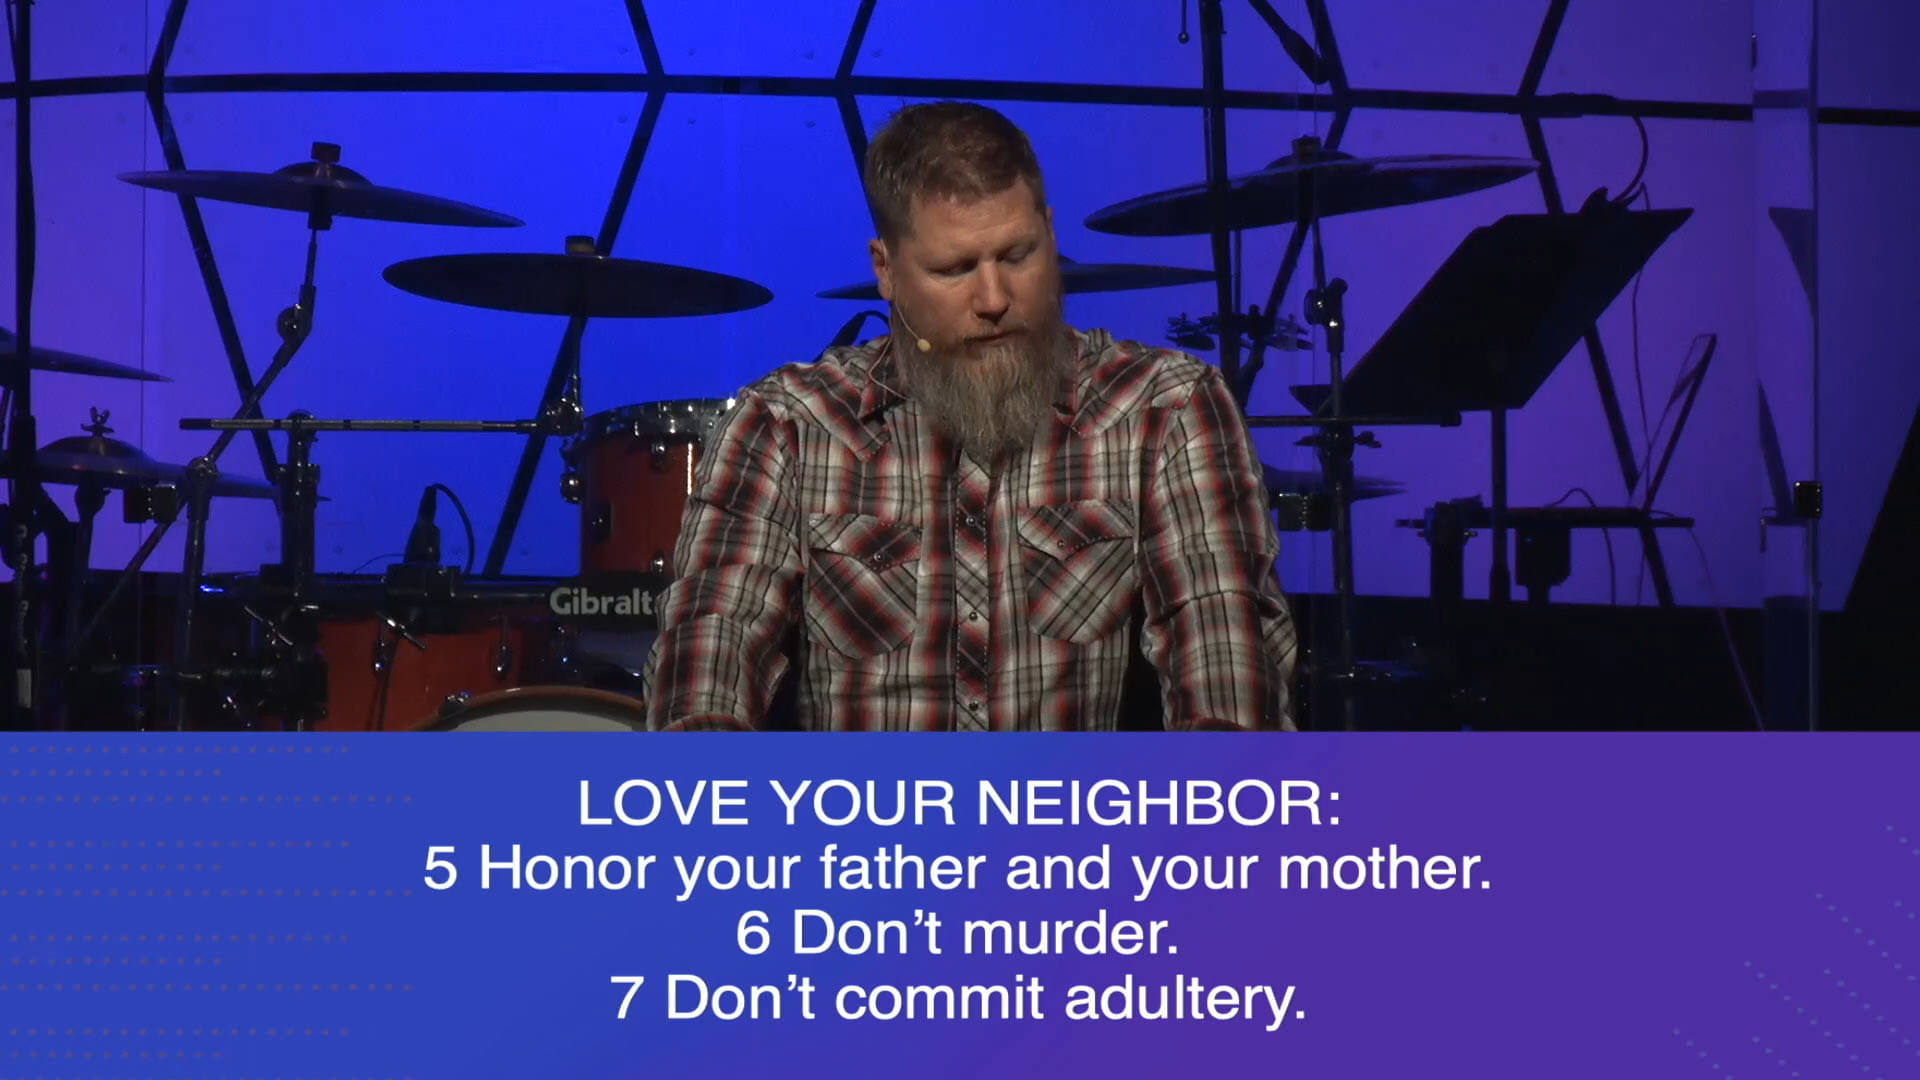 Gibralt
LOVE YOUR NEIGHBOR:
5 Honor your father and your mother.
6 Don’t murder.
7 Don’t commit adultery.